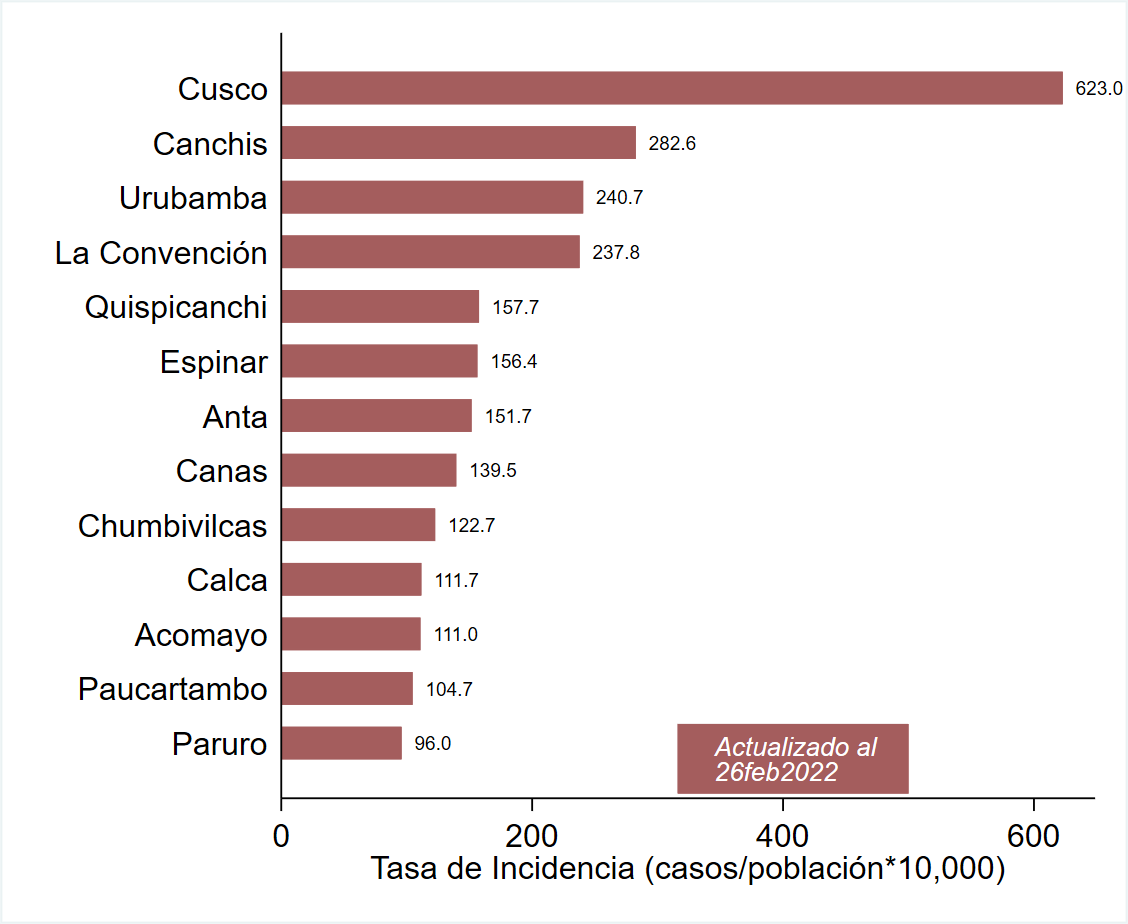 Cusco 623.0
Canchis 282.6
Urubamba 240.7
La Convención 237.8
Quispicanchi 157.7
Espinar 156.4
Anta 151.7
Canas 139.5
Chumbivilcas 122.7
Calca 111.7
Acomayo 111.0
Paucartambo 104.7
Paruro 96.0
Actualizado al
26feb2022
0 200 400 600
Tasa de Incidencia (casos/población*10,000)